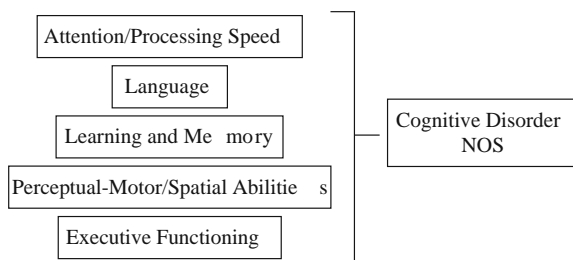 Attention/Processing Speed
Language
Learning and Me mory
Perceptual-Motor/Spatial Abilitie s
Executive Functioning
Cognitive Disorder
NOS